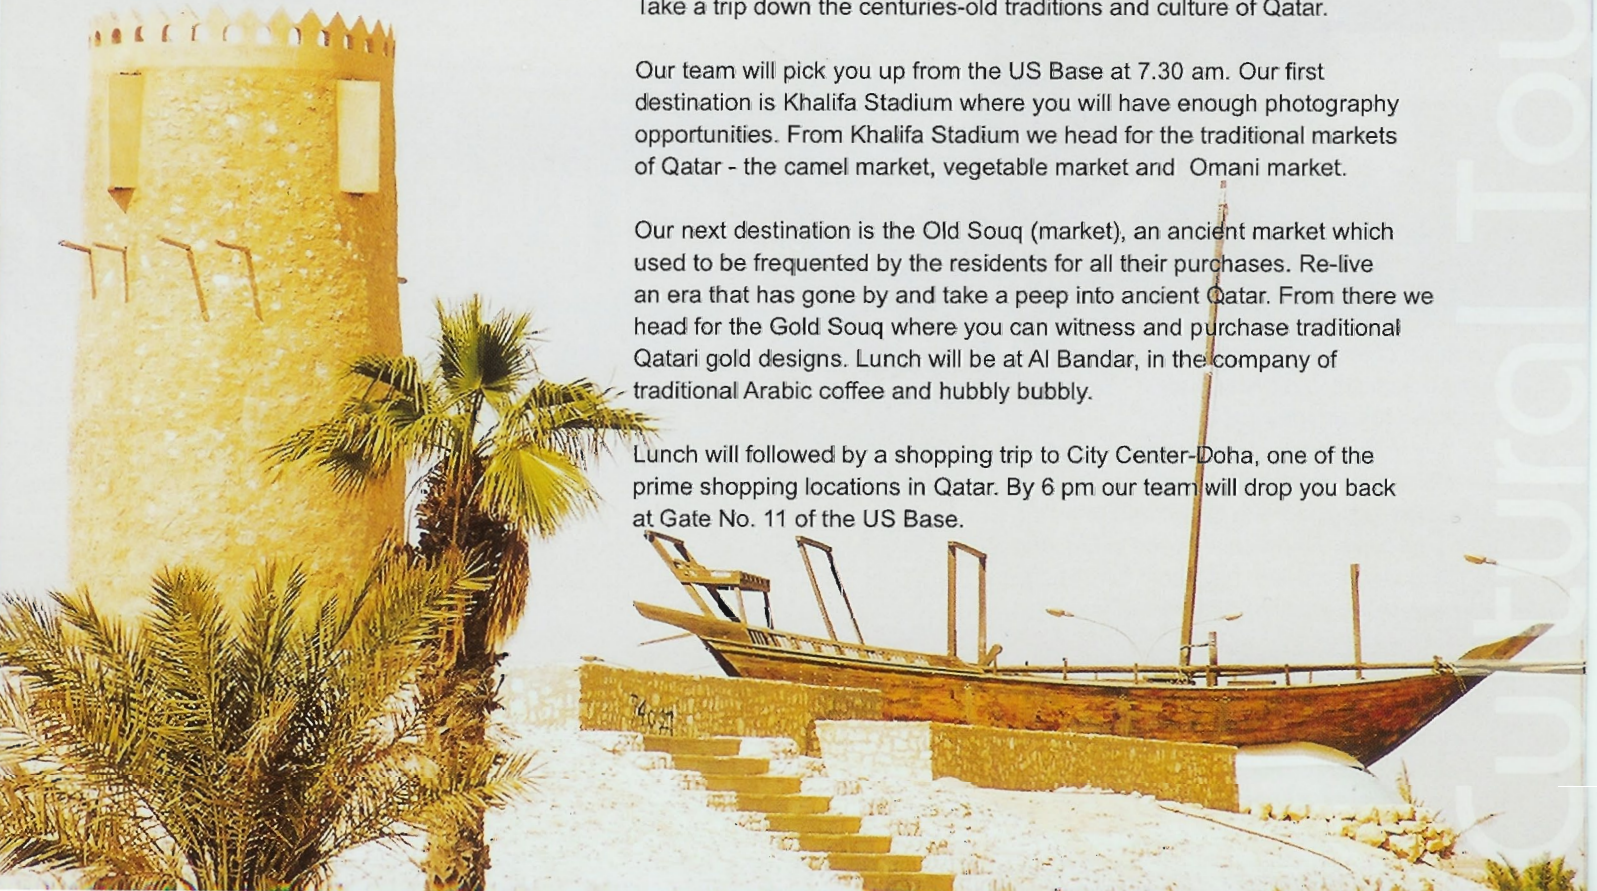 Take a trip down the centuries-old traditions and culture of Qatar.
Our team will pick you up from the US Base at 7.30 am. Our first
destination is Khalifa Stadium where you will have enough photography
opportunities. From Khalifa Stadium we head for the traditional markets
of Qatar - the camel market, vegetable market and Omani market.
Our next destination is the Old Souq (market), an ancient market which
used to be frequented by the residents for all their purchases. Re-live
an era that has gone by and take a peep into ancient Qatar. From there we
head for the Gold Souq where you can witness and purchase traditional
Qatari gold designs. Lunch will be at Al Bandar, in the company of
traditional Arabic coffee and hubbly bubbly.
Lunch will followed by a shopping trip to City Center-Doha, one of the
prime shopping locations in Qatar. By 6 pm our team will drop you back
at Gate No. 11 of the US Base.
Cultural Tou